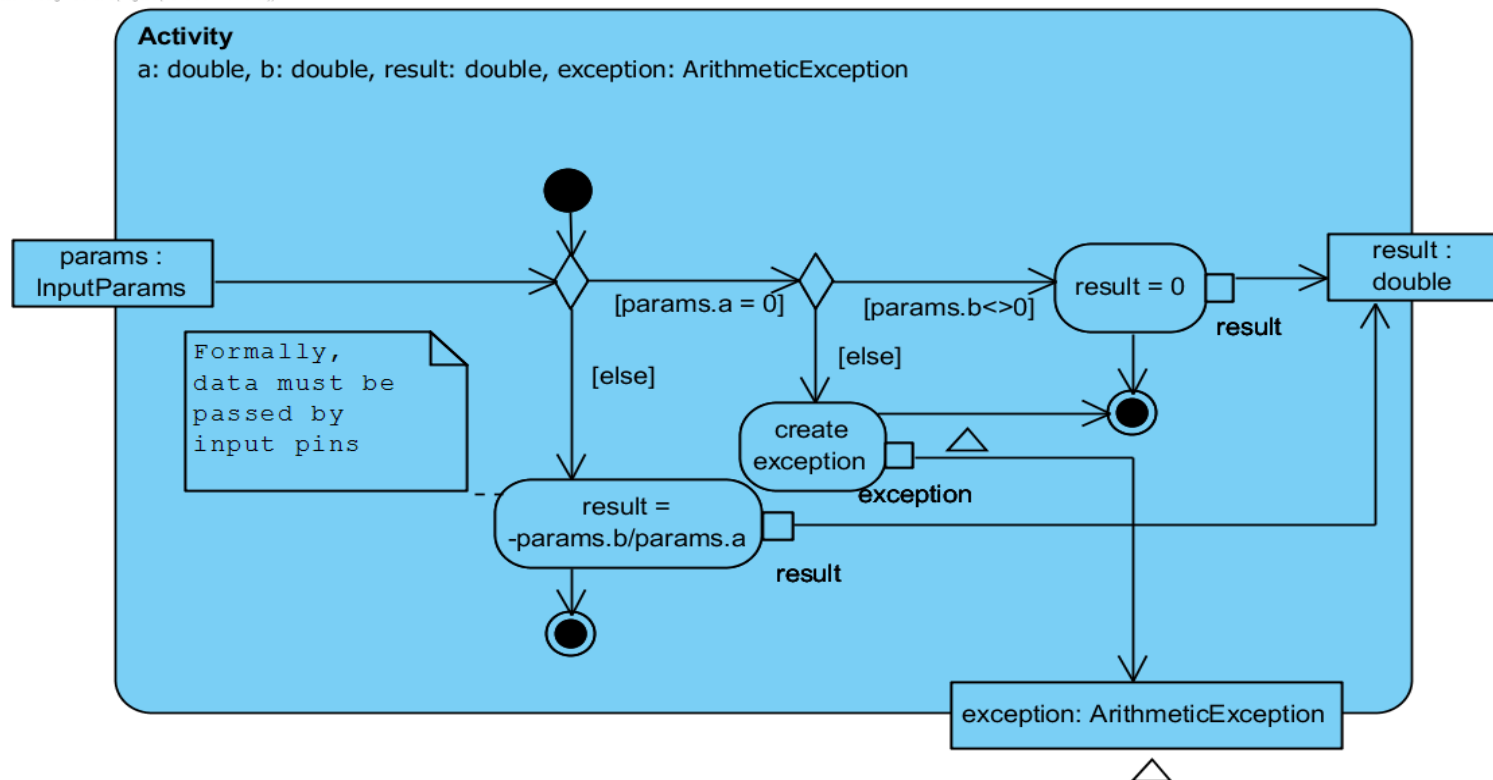 Activity
a: double, b: double, result: double, exception: ArithmeticException
params :
InputParams
[params.a = 0]
[params.b<>0]
result = 0
result
result :
double
Formally,
data must be
passed by
input pins
[else]
[else]
create
exception
exception
result =
-params.b/params.a
result
exception: ArithmeticException